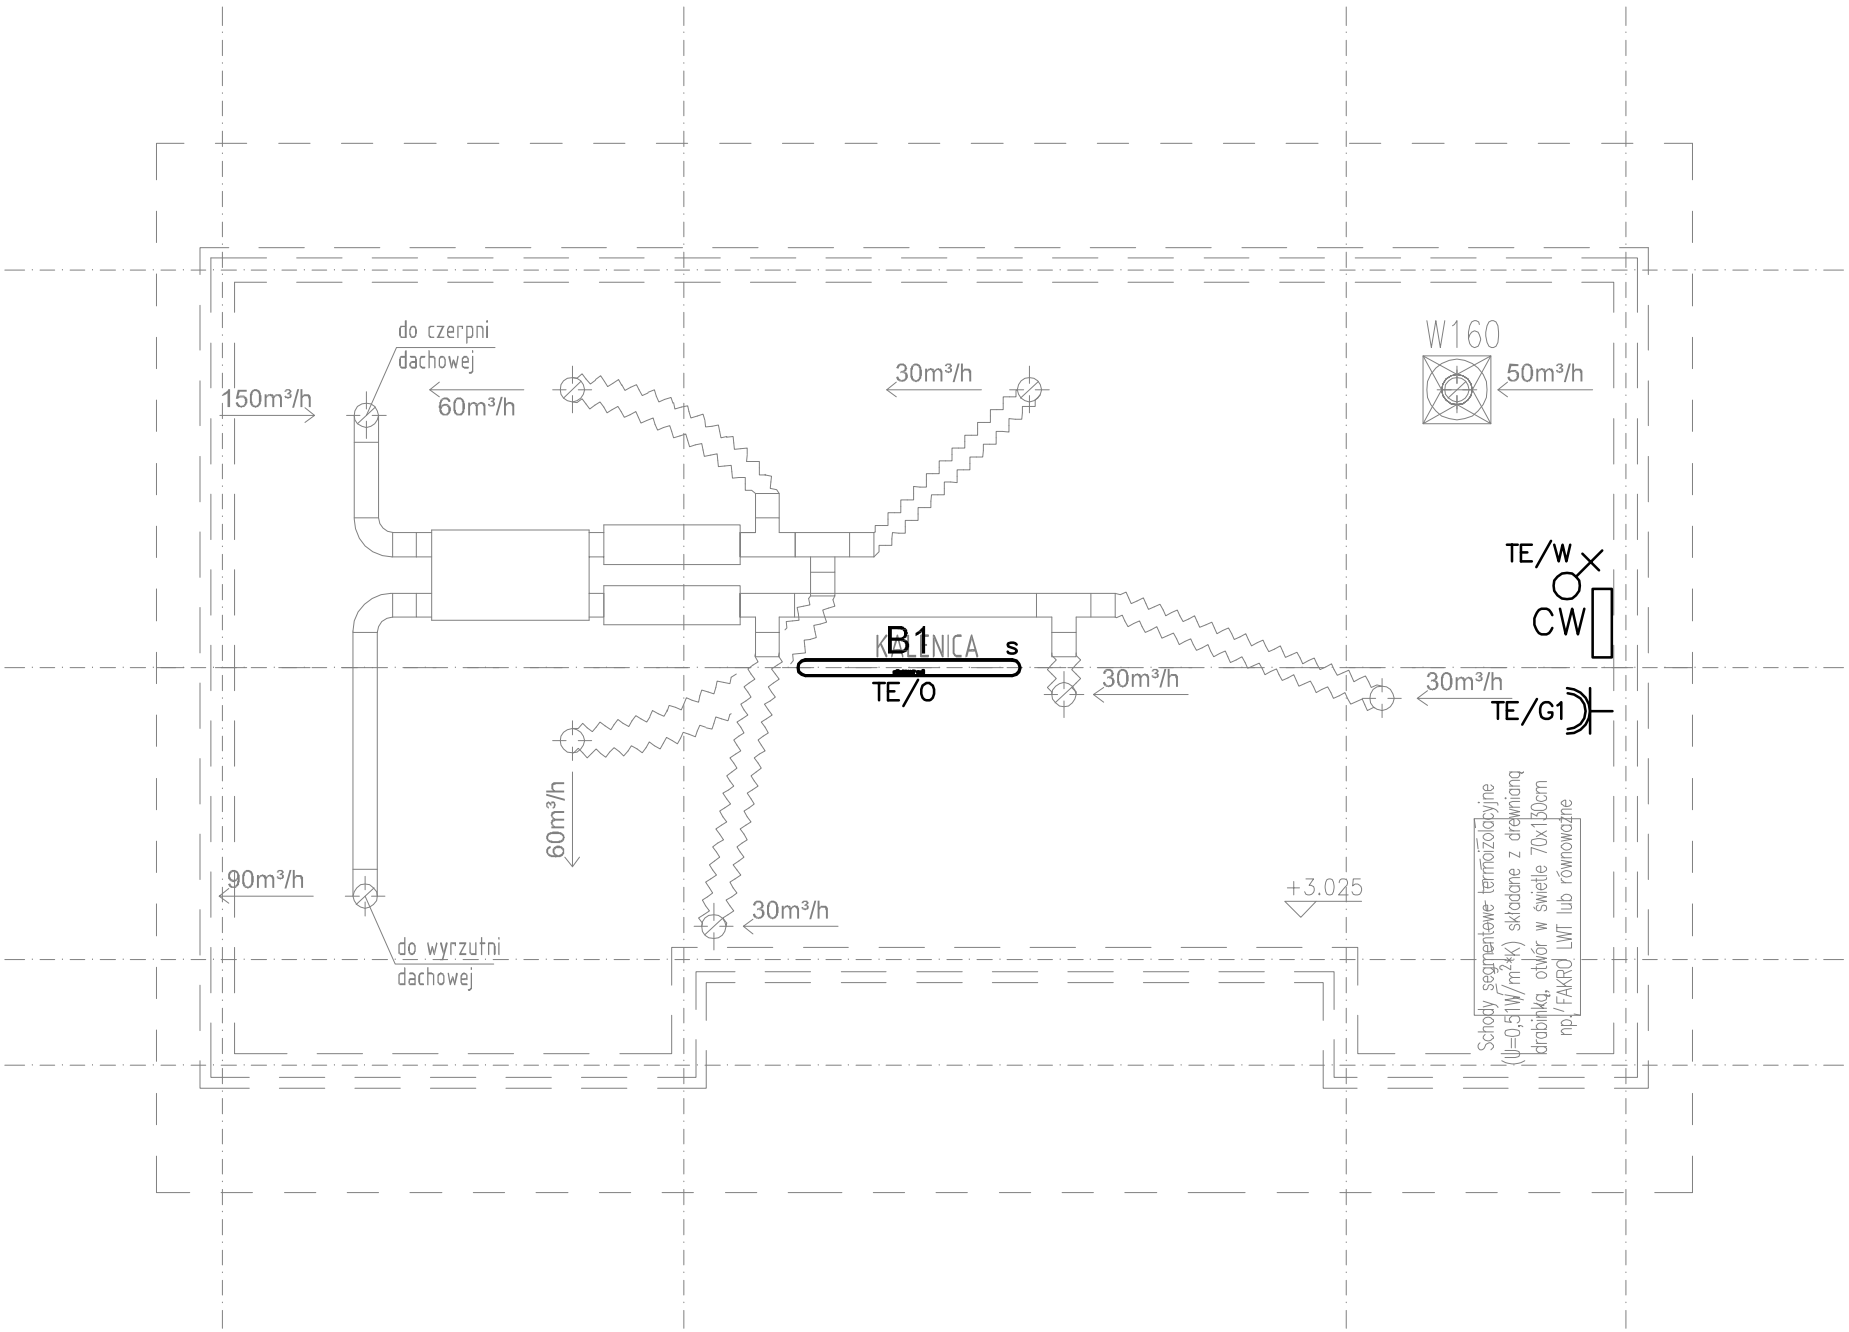 do czerpni
dachowej
W160
150m³/h
60m³/h
30m³/h
50m³/h
TE/W
CW
KALENICA
B1
s
TE/O
30m³/h
30m³/h
TE/G1
60m³/h
90m³/h
30m³/h
+3.025
do wyrzutni
dachowej
Schody segmentowe termoizolacyjne
(U=0,51W/m²*K) składane z drewnianą
drabinką, otwór w świetle 70x130cm
np. FAKRO LWT lub równoważne